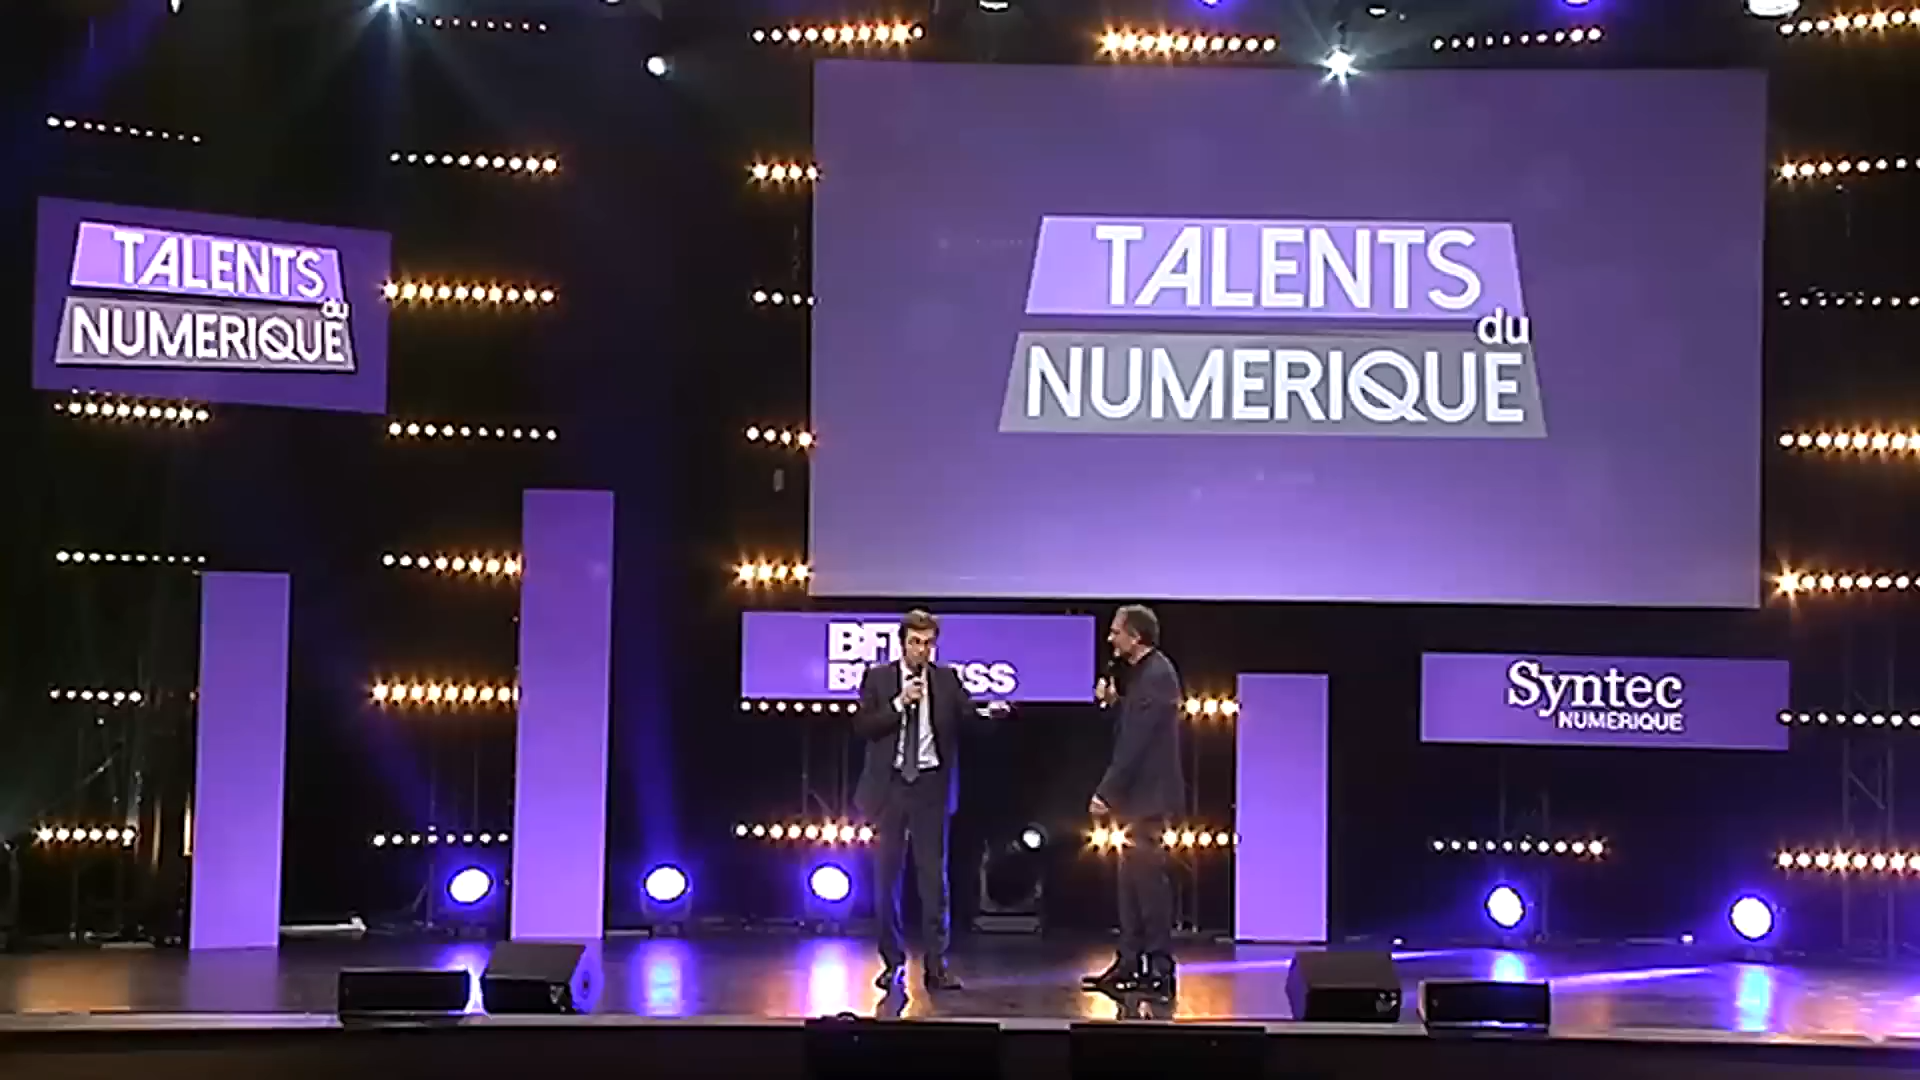 TALENTS
du
NUMERIQUE
TALENTS
du
NUMERIQUE
Syntec
NUMERIQUE